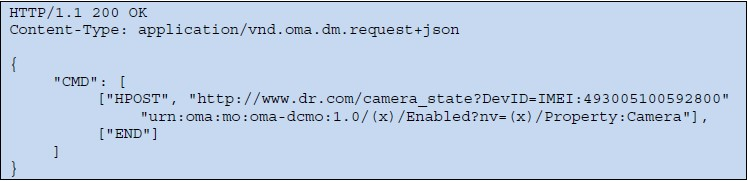 HTTP/1.1 200 OK
Content-Type: application/vnd.oma.dm.request+json
{
"CMD": [
["HPOST", "http://www.dr.com/camera_state?DevID=IMEI:493005100592800"
"urn:oma:mo:oma-dcmo:1.0/(x)/Enabled?nv=(x)/Property:Camera"],
["END"]
]
}